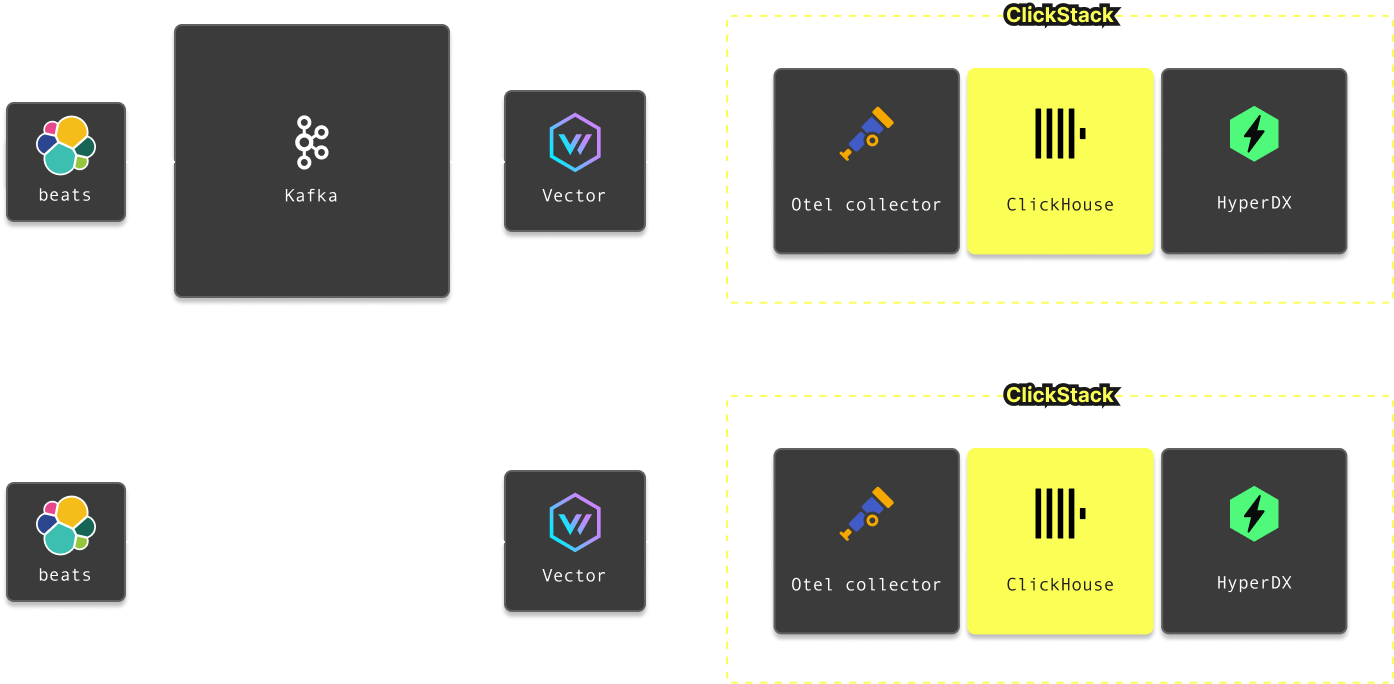 ClickStack
beats
Kafka
Vector
Otel collector
ClickHouse
HyperDX
ClickStack
beats
Vector
Otel collector
ClickHouse
HyperDX